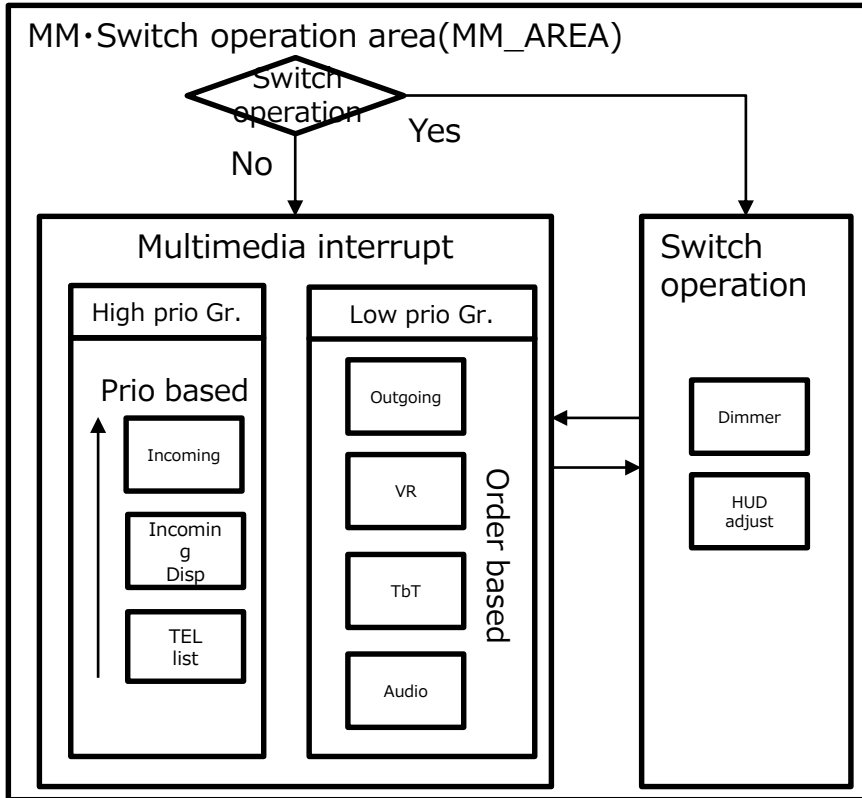 MM・Switch operation area(MM_AREA)
Switch
operation
Yes
No
Multimedia interrupt
High prio Gr.
Prio based
Incoming
Incomin
g
Disp
TEL
list
Low prio Gr.
Outgoing
VR
TbT
Audio
Order based
Switch
operation
Dimmer
HUD
adjust